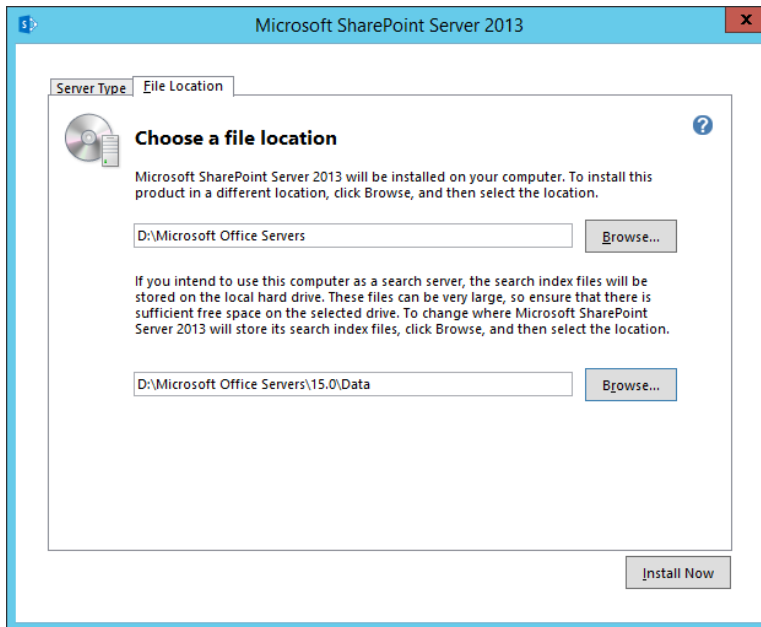 Microsoft SharePoint Server 2013
x
Server Type
File Location
Choose a file location
?
Microsoft SharePoint Server 2013 will be installed on your computer. To install this
product in a different location, click Browse, and then select the location.
D:\Microsoft Office Servers
Browse...
If you intend to use this computer as a search server, the search index files will be
stored on the local hard drive. These files can be very large, so ensure that there is
sufficient free space on the selected drive. To change where Microsoft SharePoint
Server 2013 will store its search index files, click Browse, and then select the location.
D:\Microsoft Office Servers\15.0\Data
Browse...
Install Now